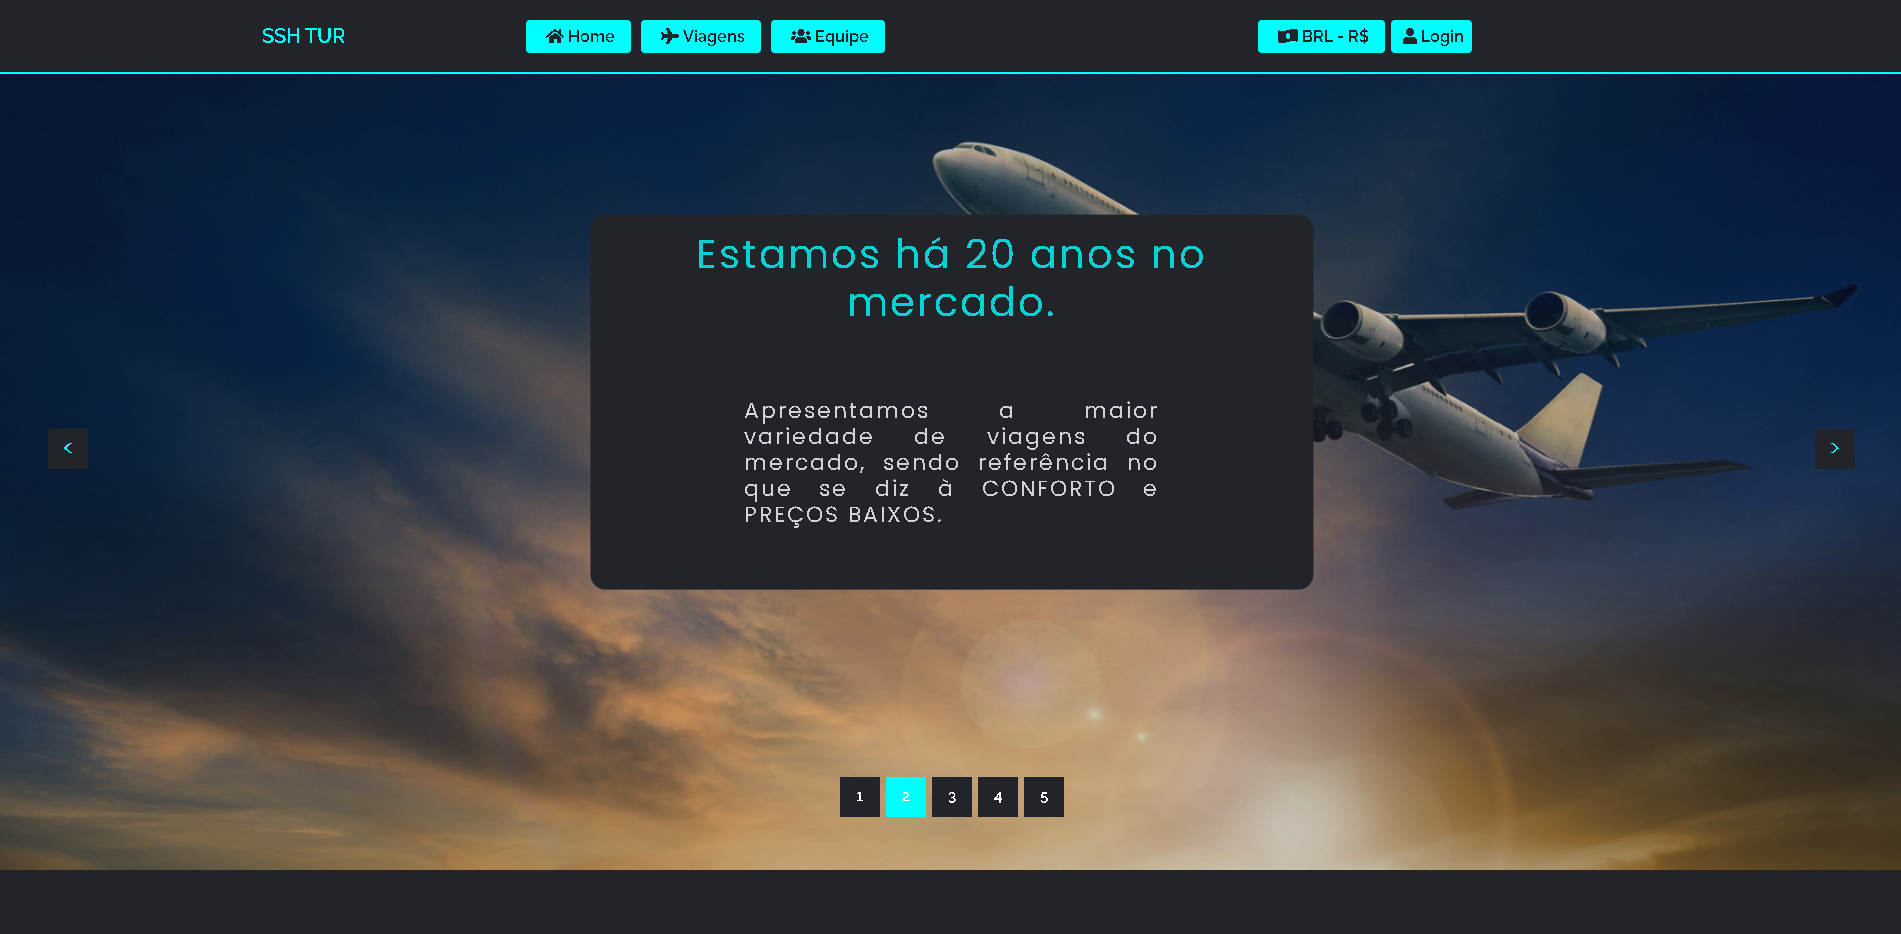 SSH TUR
Home
Viagens
Equipe
BRL - R$
Login
Estamos há 20 anos no
mercado.
Apresentamos a maior
variedade de viagens do
mercado, sendo referência no
que se diz à CONFORTO e
PREÇOS BAIXOS.
<
>
1 2 3 4 5